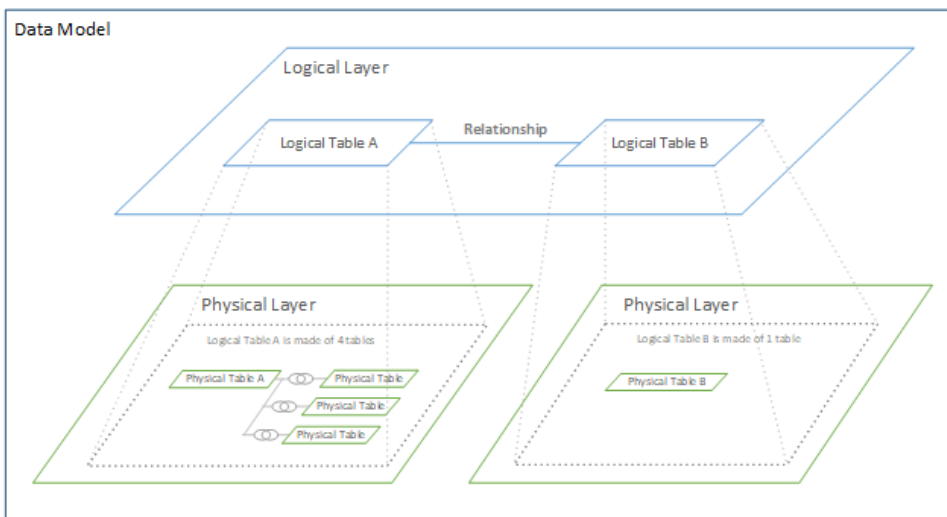 Data Model
Logical Layer
Logical Table A
Relationship
Logical Table B
Physical Layer
Logical Table A is made of 4 tables
Physical Table A
Physical Table
Physical Table
Physical Table
Physical Layer
Logical Table B is made of 1 table
Physical Table B